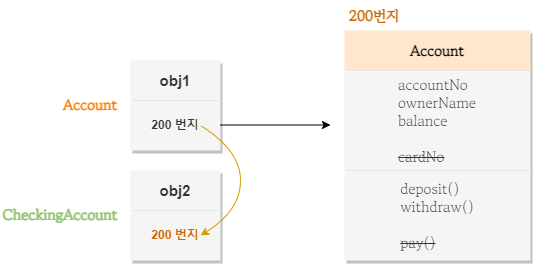 200번지
Account
accountNo
ownerName
balance
cardNo
deposit()
withdraw()
pay()
Account
obj1
200 번지
CheckingAccount
obj2
200 번지